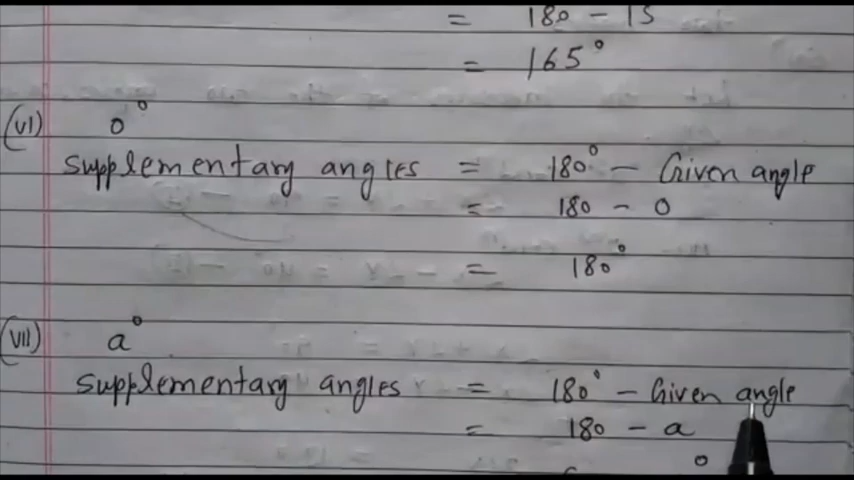 = 180 - 15
= 165°
(VI) 0°
Supplementary angles = 180° - Given angle
= 180 - 0
= 180°
(VII) a°
Supplementary angles = 180° - Given angle
= 180 - a